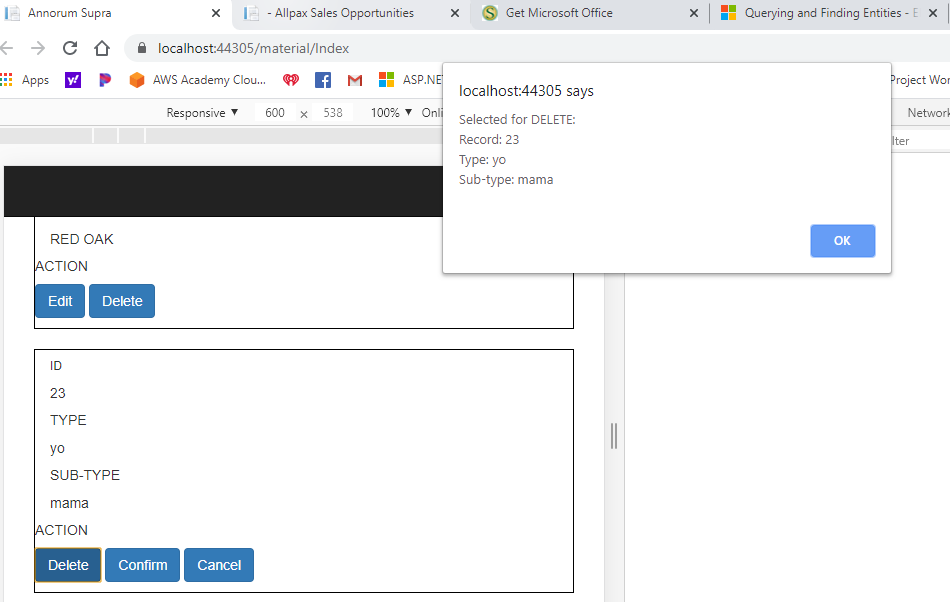 Annorum Supra
- Allpax Sales Opportunities
Get Microsoft Office
Querying and Finding Entities - E
localhost:44305/material/Index
Apps
AWS Academy Clou...
ASP.NE
Project Wor
Responsive ▼ 600 × 538 100% ▼ Onli
Network
lter
localhost:44305 says
Selected for DELETE:
Record: 23
Type: yo
Sub-type: mama
OK
RED OAK
ACTION
Edit Delete
ID
23
TYPE
yo
SUB-TYPE
mama
ACTION
Delete Confirm Cancel